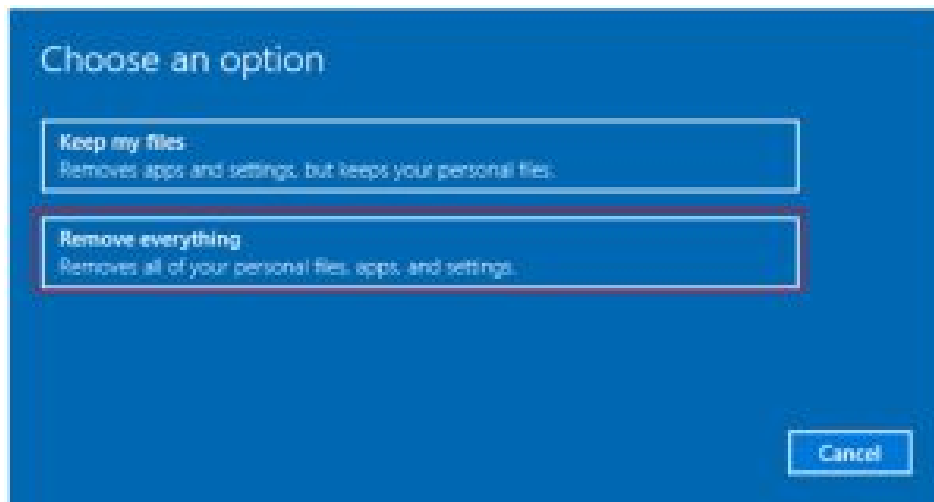 Choose an option
Keep my files
Removes apps and settings, but keeps your personal files.
Remove everything
Removes all of your personal files, apps, and settings.
Cancel